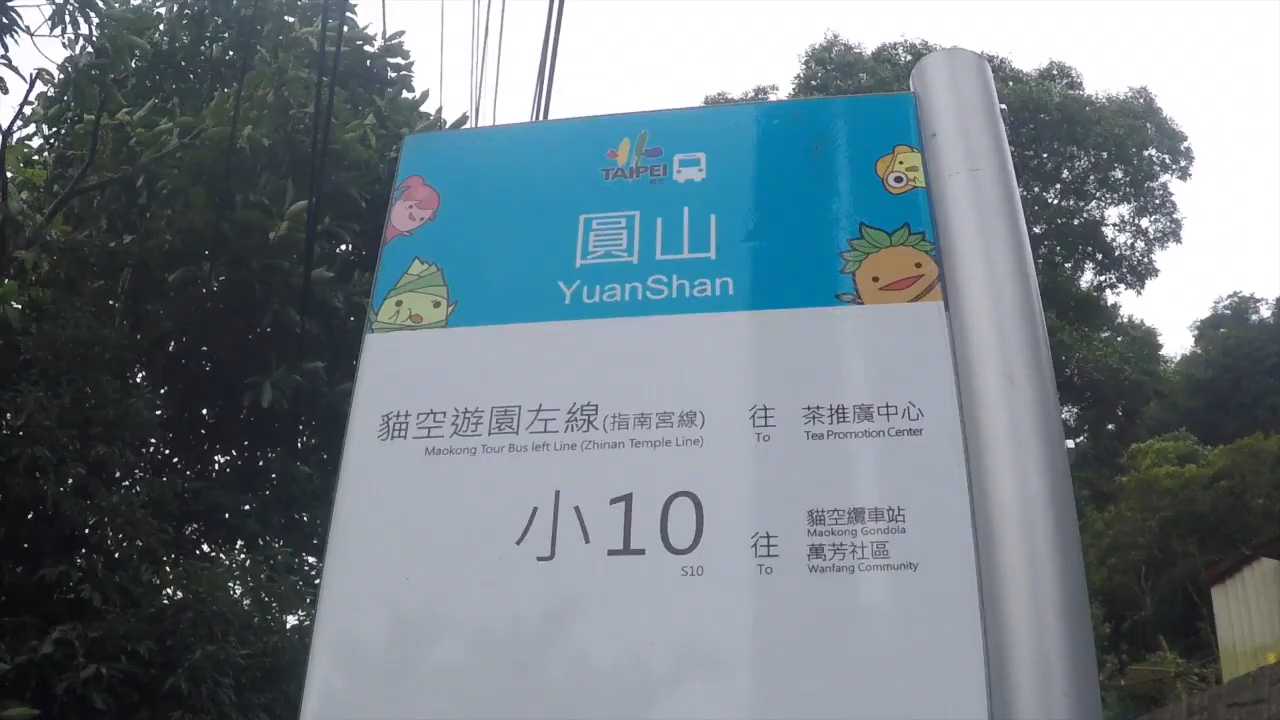 TAIPEI
圓山
YuanShan
貓空遊園左線(指南宮線) 往 茶推廣中心
Maokong Tour Bus left Line (Zhinan Temple Line) To Tea Promotion Center
小10 往 貓空纜車站
Maokong Gondola
萬芳社區
S10 To Wanfang Community